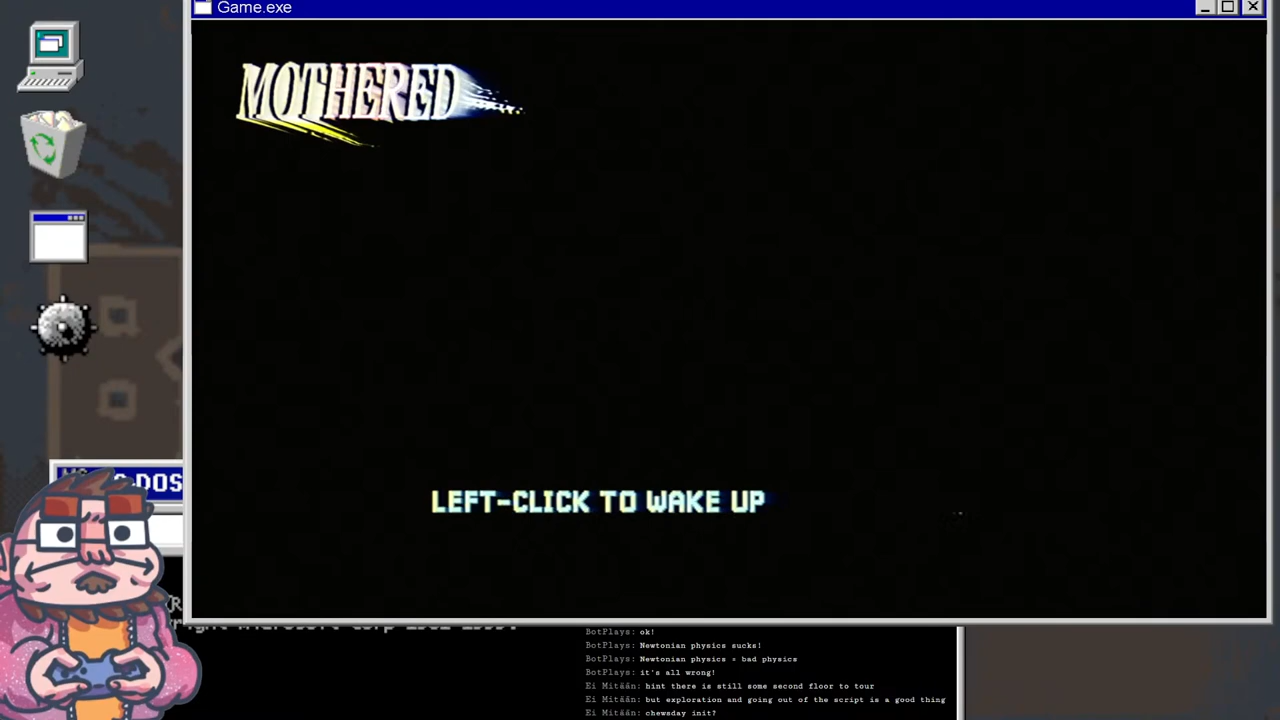 Game.exe
MOTHERED
LEFT-CLICK TO WAKE UP
DOS
BotPlays: ok!
BotPlays: Newtonian physics sucks!
BotPlays: Newtonian physics = bad physics
BotPlays: it's all wrong!
Ei Mitään: hint there is still some second floor to tour
Ei Mitään: but exploration and going out of the script is a good thing
Ei Mitään: chewsday init?